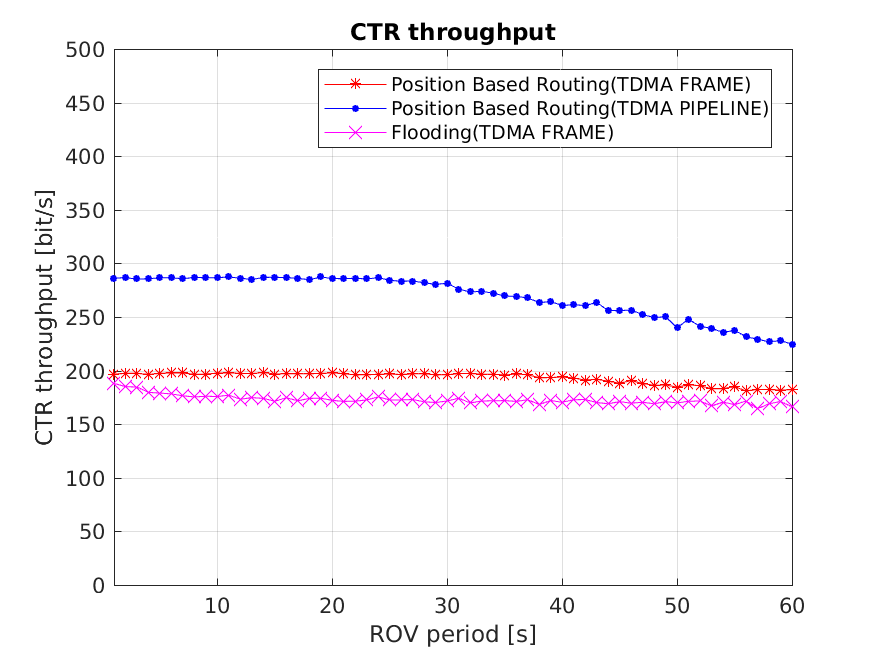 CTR throughput
500
450
400
350
300
250
200
150
100
50
0
CTR throughput [bit/s]
Position Based Routing(TDMA FRAME)
Position Based Routing(TDMA PIPELINE)
Flooding(TDMA FRAME)
10 20 30 40 50 60
ROV period [s]